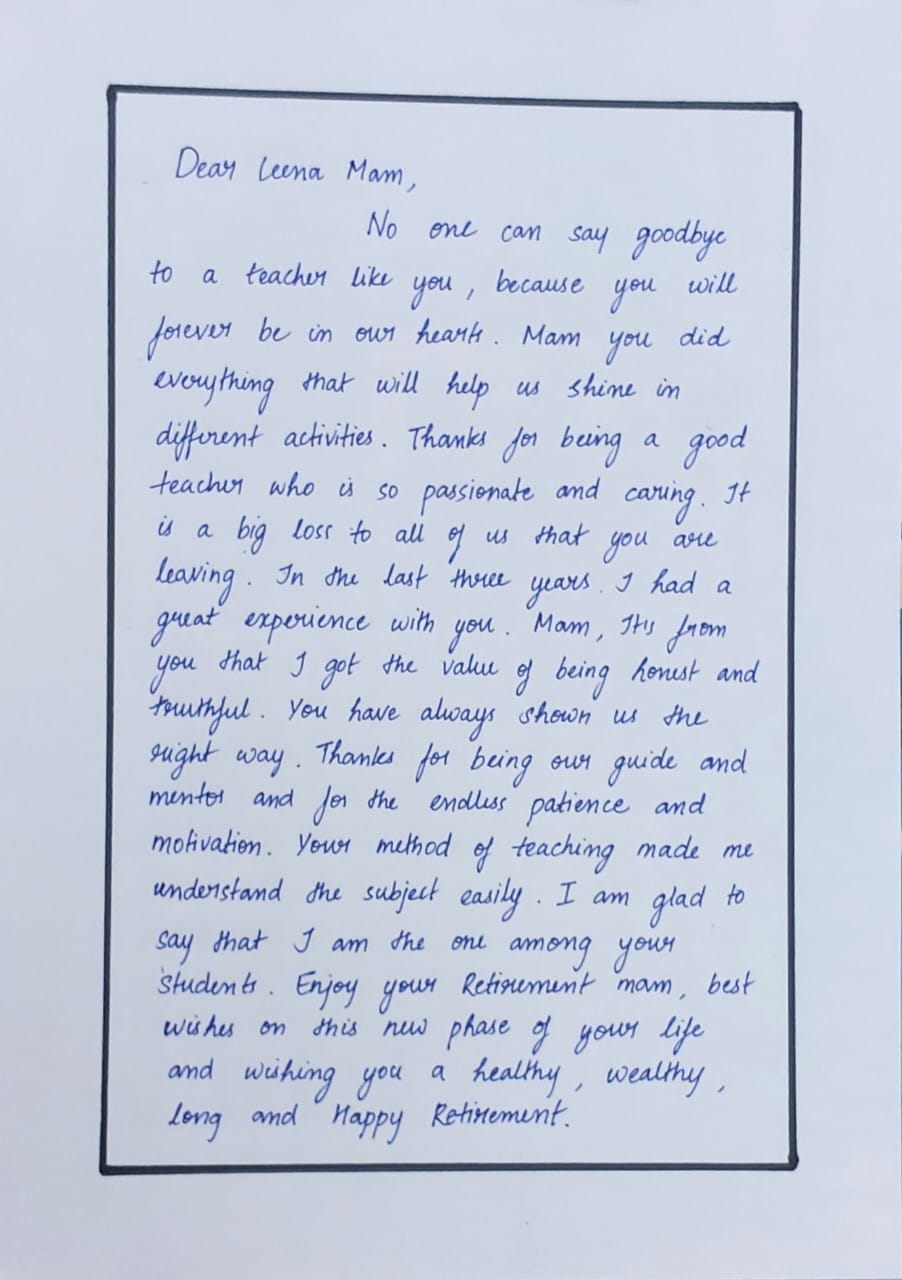 Dear Leena Mam,
No one can say goodbye
to a teacher like you, because you will
forever be in our hearts. Mam you did
everything that will help us shine in
different activities. Thanks for being a good
teacher who is so passionate and caring. It
is a big loss to all of us that you are
leaving. In the last three years. I had a
great experience with you. Mam, It's from
you that I got the value of being honest and
truthful. You have always shown us the
right way. Thanks for being our guide and
mentor and for the endless patience and
motivation. Your method of teaching made me
understand the subject easily. I am glad to
say that I am the one among your
students. Enjoy your Retirement mam, best
wishes on this new phase of your life
and wishing you a healthy, wealthy,
long and Happy Retirement.